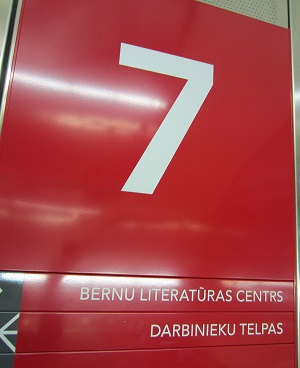 7
BERNU LITERATŪRAS CENTRS
DARBINIEKU TELPAS